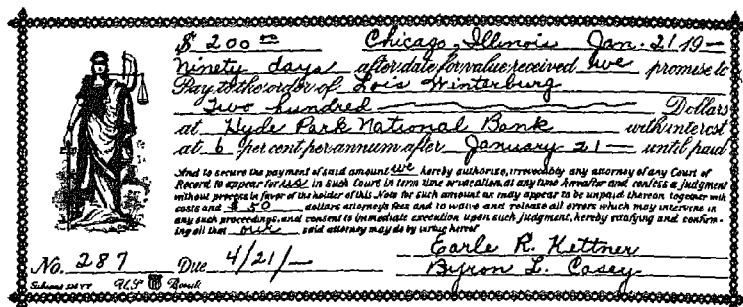 $ 200 00 Chicago, Illinois Jan. 21 19—
Ninety days after date for value received we promise to
Pay to the order of Lois Winterburg
Two hundred Dollars
at Hyde Park National Bank with interest
at 6 per cent per annum after January 21— until paid
And to secure the payment of said amount we hereby authorize, irrevocably any attorney of any Court of
Record to appear for us in such Court in term time or vacation, at any time hereafter and confess a judgment
without process in favor of the holder of this Note for such amount as may appear to be unpaid thereon together with
costs and $ 50 dollars attorney's fees and to waive and release all errors which may intervene in
any such proceedings, and consent to immediate execution upon such judgment, hereby ratifying and confirm-
ing all that our said attorney may do by virtue hereof
Earle R. Kettner
No. 287 Due 4/21/— Byron L. Casey
U.S. Bank